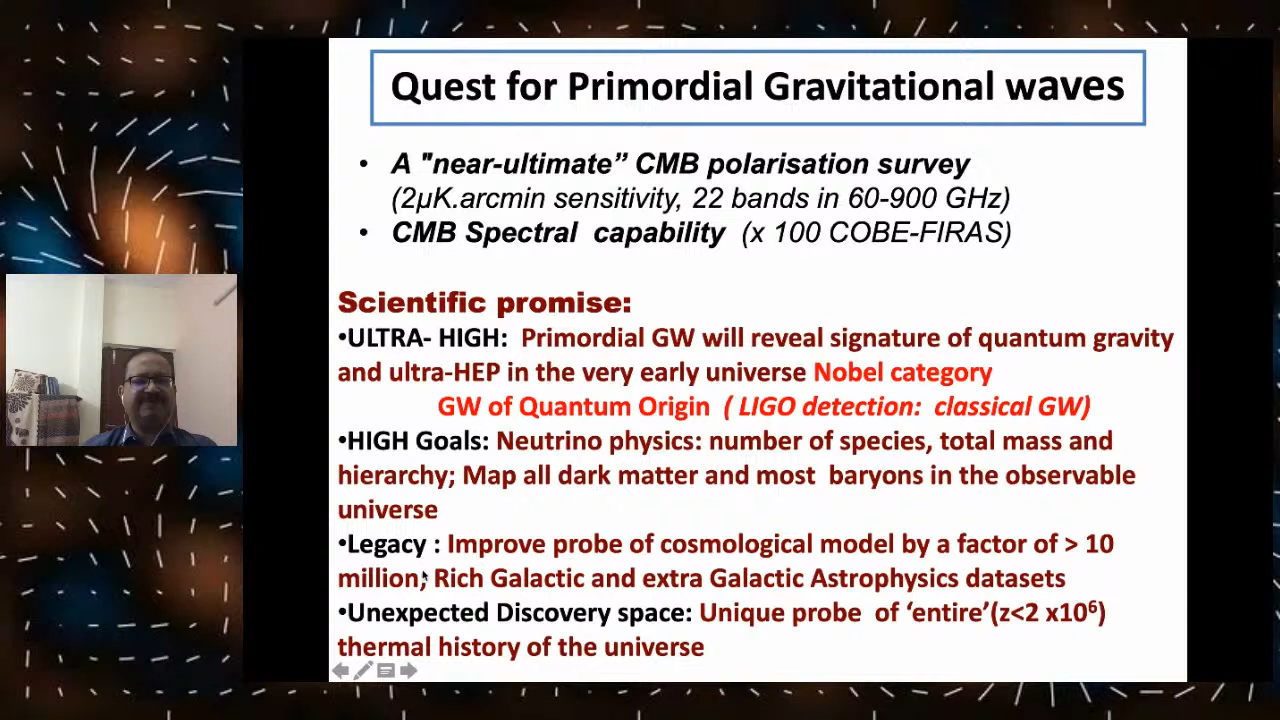 Quest for Primordial Gravitational waves
• A "near-ultimate” CMB polarisation survey
(2μK.arcmin sensitivity, 22 bands in 60-900 GHz)
• CMB Spectral capability (x 100 COBE-FIRAS)
Scientific promise:
•ULTRA- HIGH: Primordial GW will reveal signature of quantum gravity
and ultra-HEP in the very early universe Nobel category
GW of Quantum Origin ( LIGO detection: classical GW)
•HIGH Goals: Neutrino physics: number of species, total mass and
hierarchy; Map all dark matter and most baryons in the observable
universe
•Legacy : Improve probe of cosmological model by a factor of > 10
million; Rich Galactic and extra Galactic Astrophysics datasets
•Unexpected Discovery space: Unique probe of ‘entire’(z<2 x10⁶)
thermal history of the universe